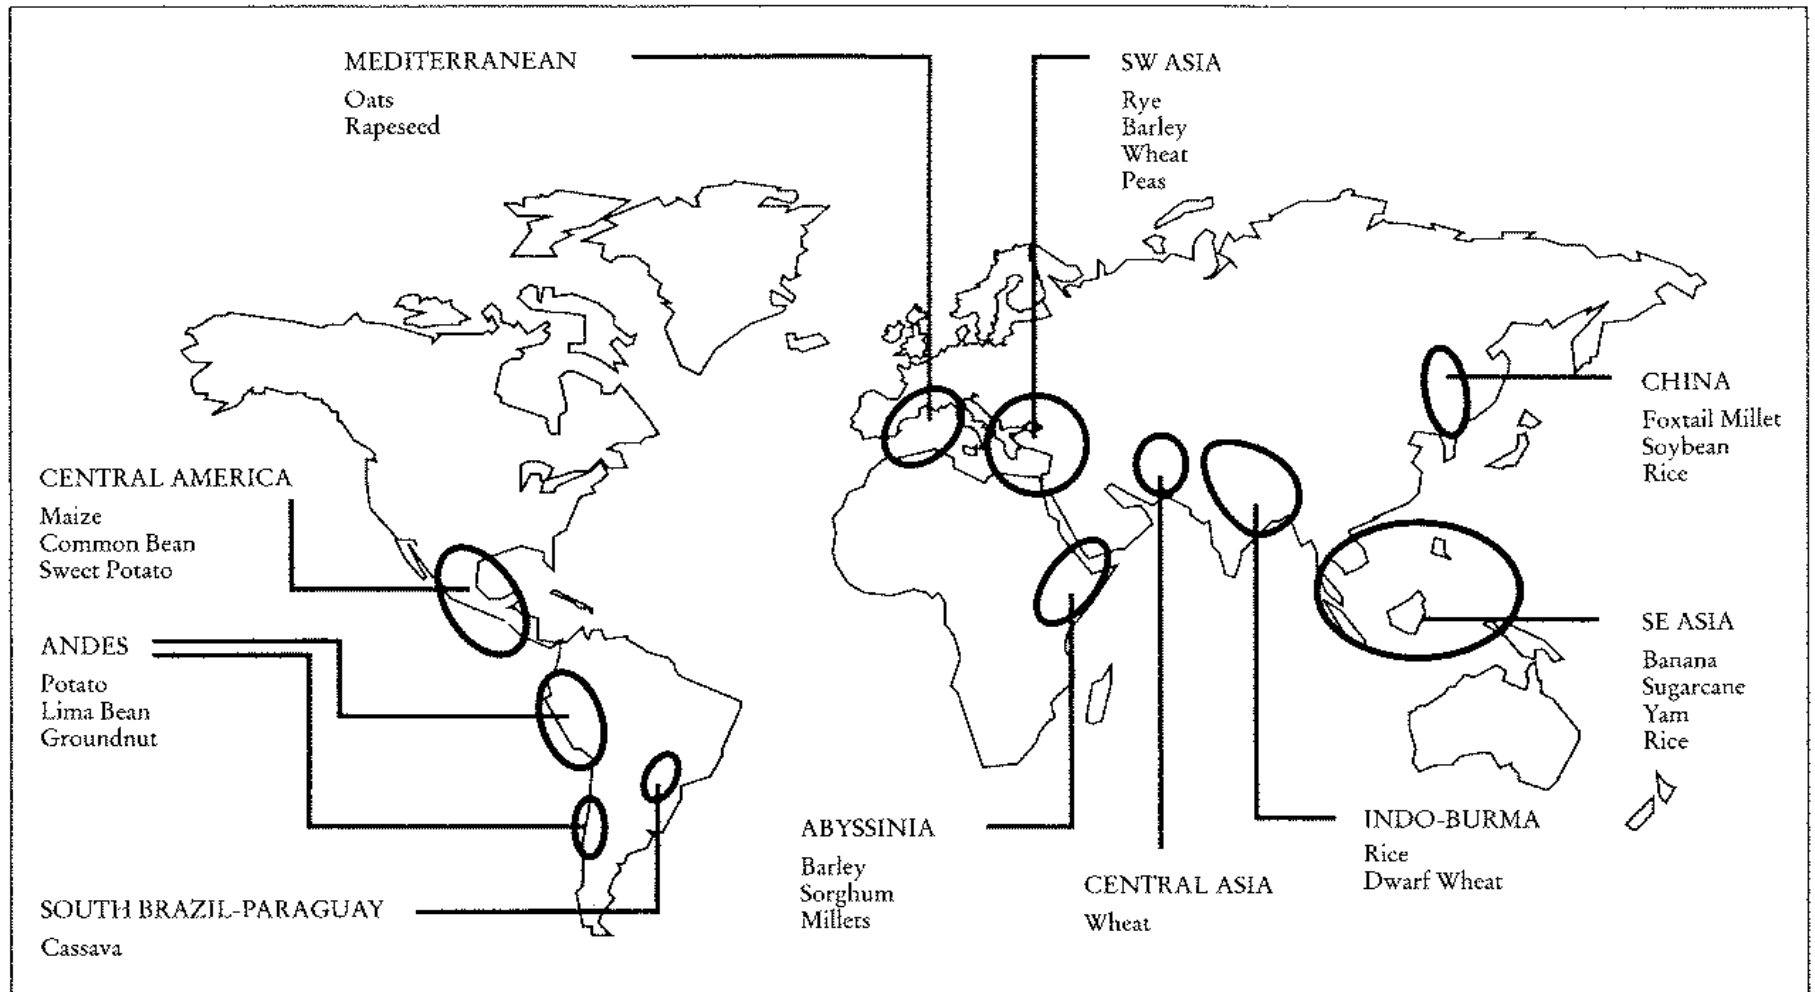 MEDITERRANEAN
Oats
Rapeseed
SW ASIA
Rye
Barley
Wheat
Peas
CHINA
Foxtail Millet
Soybean
Rice
CENTRAL AMERICA
Maize
Common Bean
Sweet Potato
ANDES
Potato
Lima Bean
Groundnut
SE ASIA
Banana
Sugarcane
Yam
Rice
ABYSSINIA
Barley
Sorghum
Millets
CENTRAL ASIA
Wheat
INDO-BURMA
Rice
Dwarf Wheat
SOUTH BRAZIL-PARAGUAY
Cassava